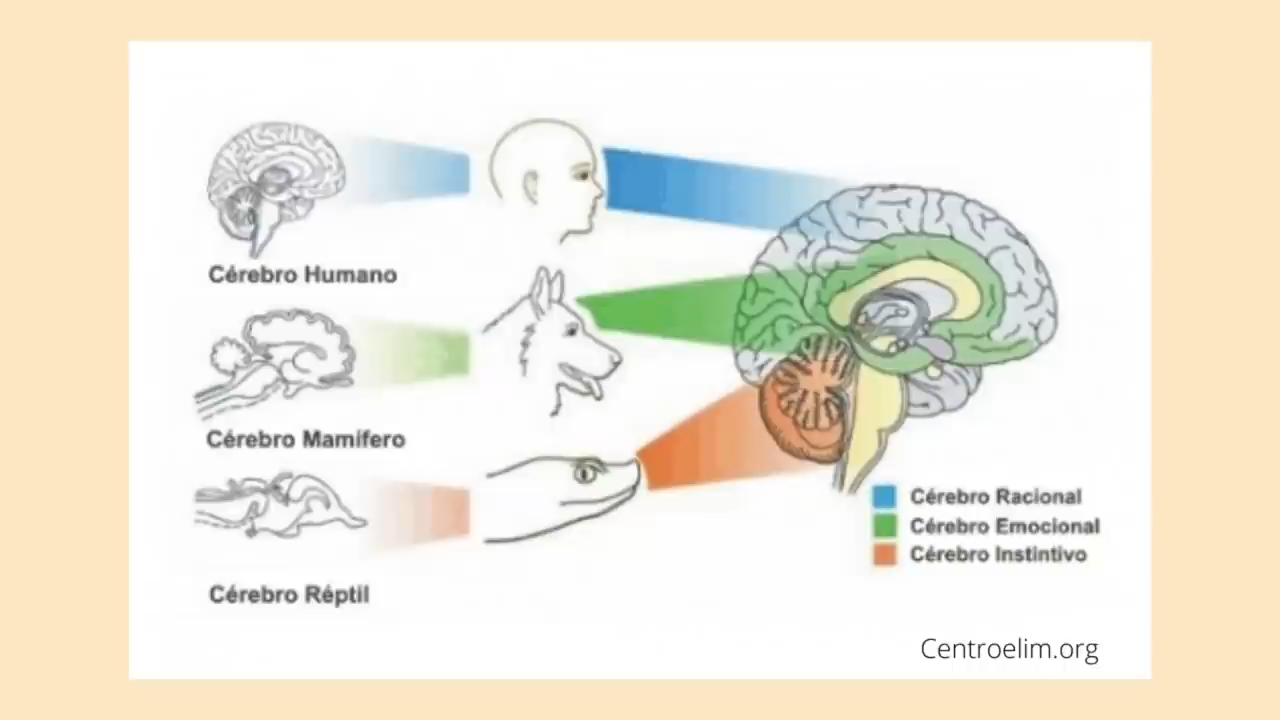 Cérebro Humano
Cérebro Mamífero
Cérebro Réptil
Cérebro Racional
Cérebro Emocional
Cérebro Instintivo
Centroelim.org